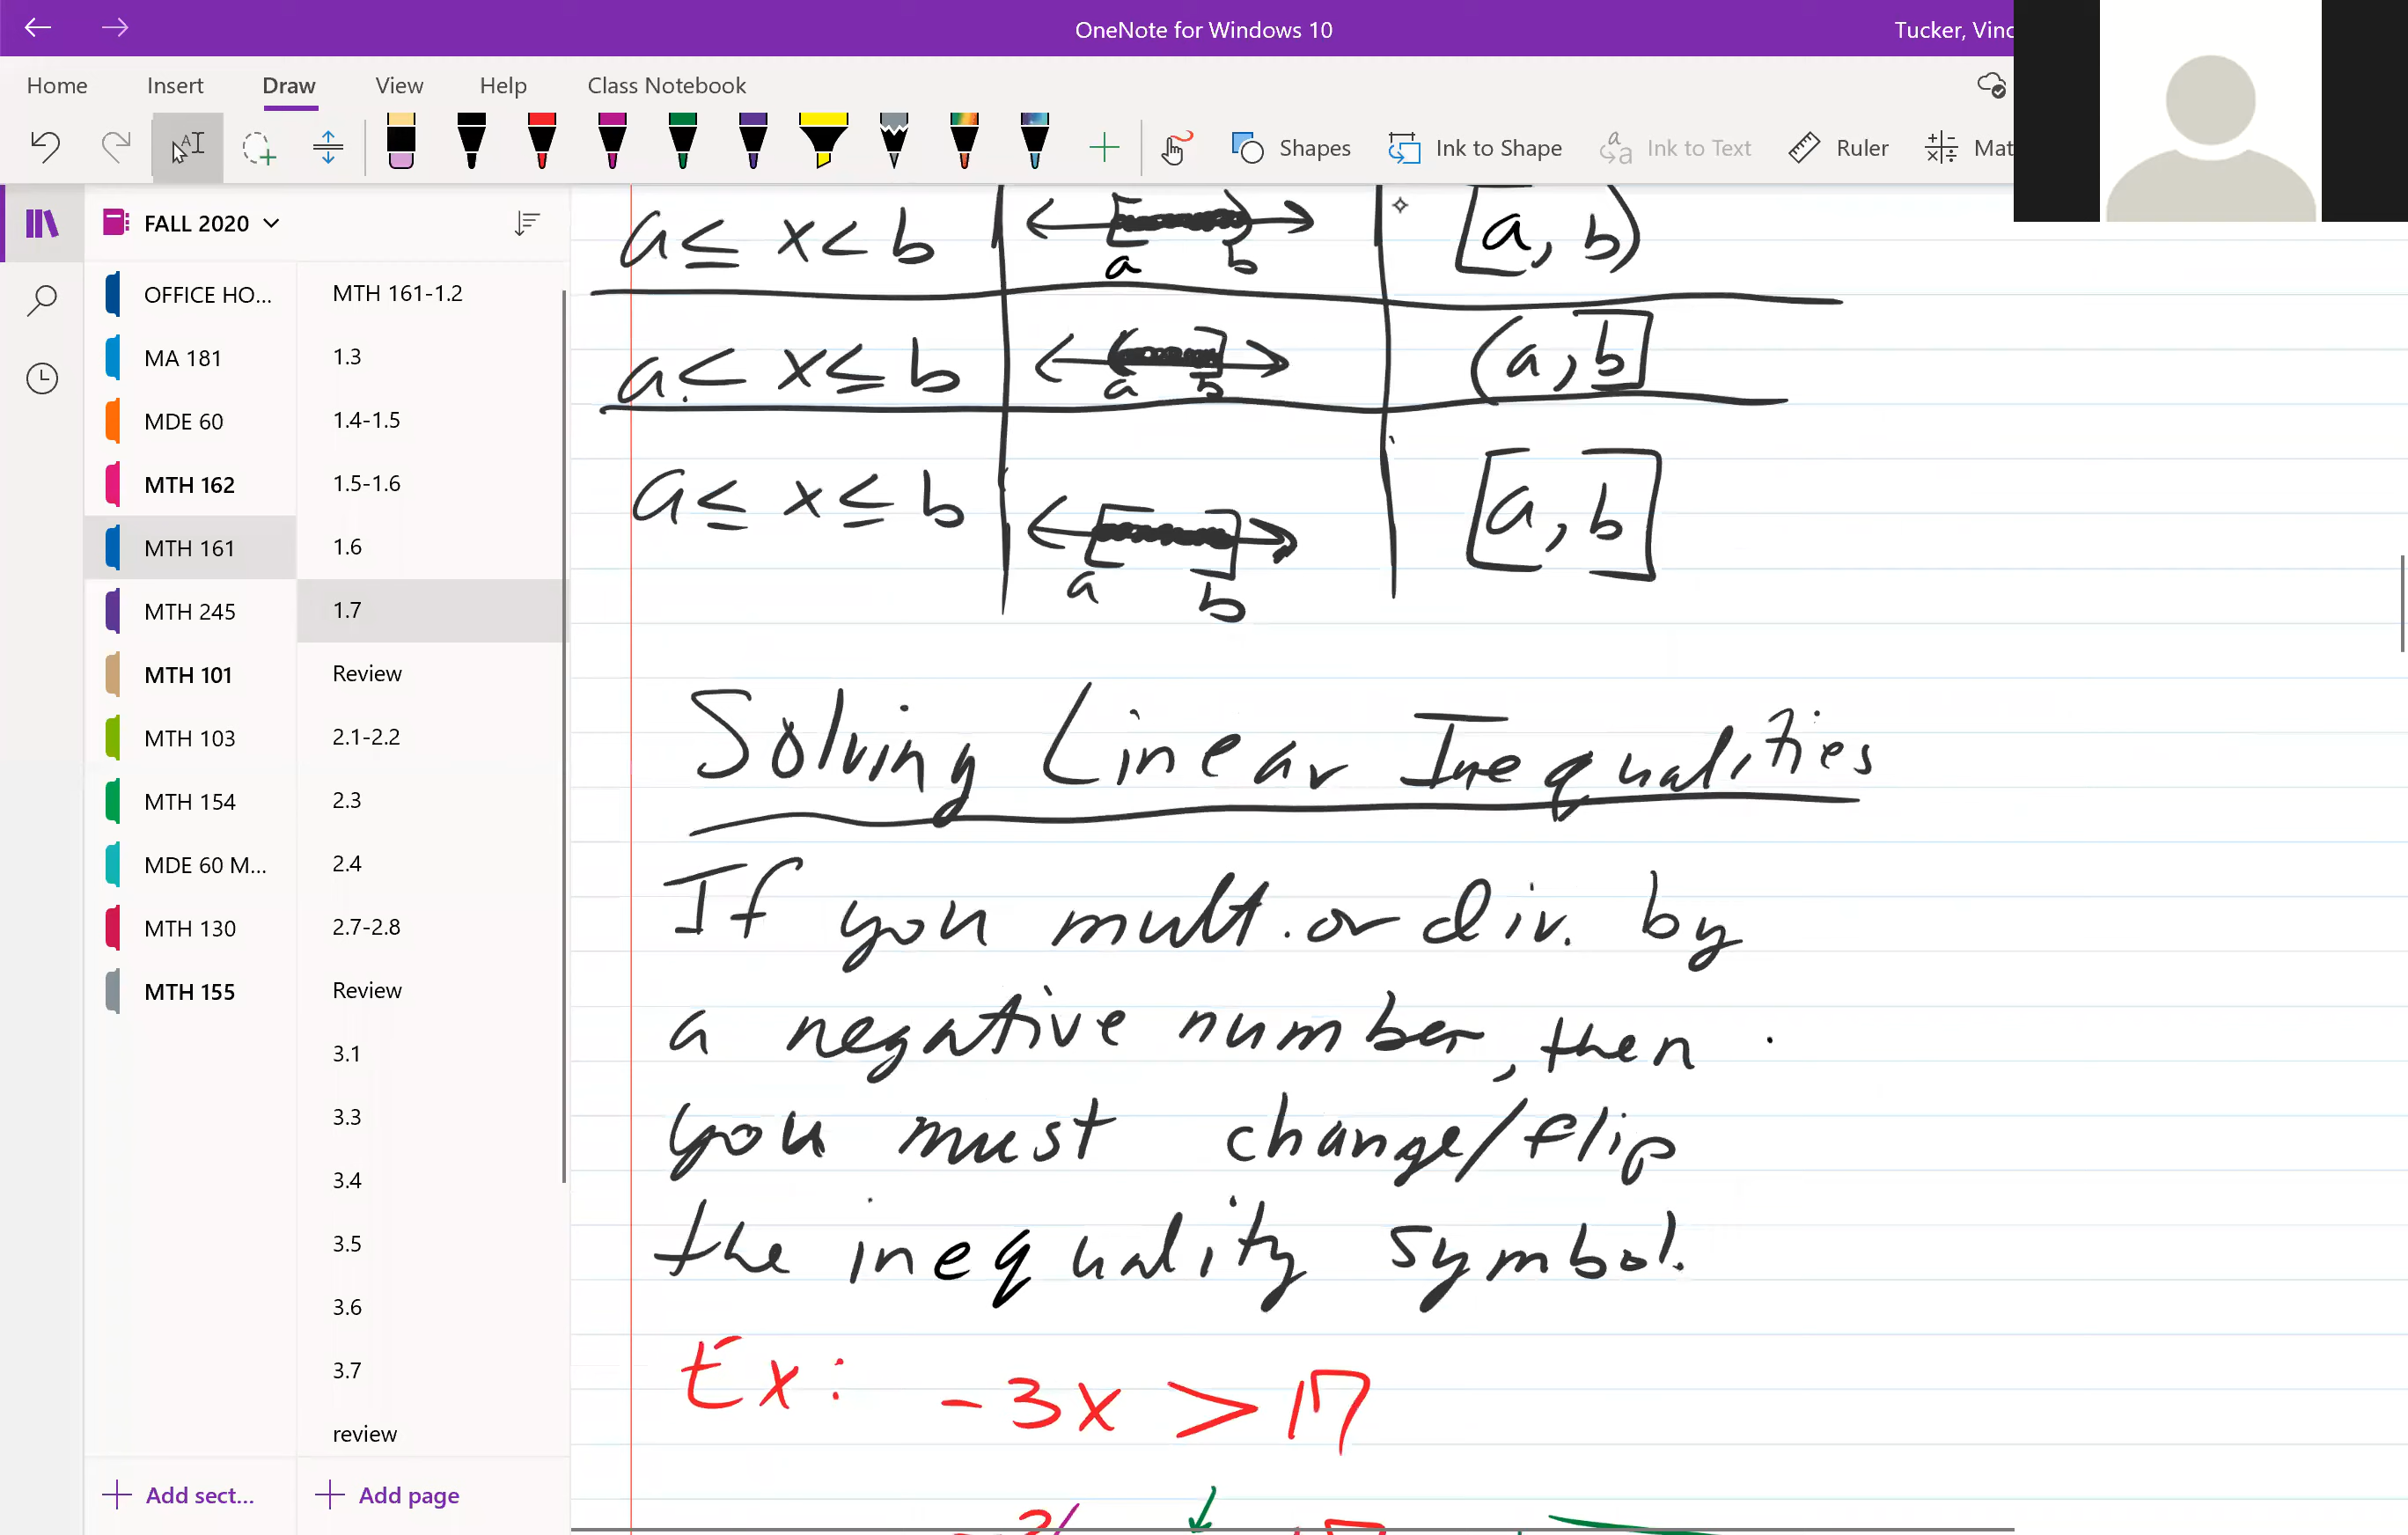 OneNote for Windows 10
Tucker, Vinc
Home Insert Draw View Help Class Notebook
Shapes Ink to Shape Ink to Text Ruler Mat
FALL 2020
OFFICE HO...
MA 181
MDE 60
MTH 162
MTH 161
MTH 245
MTH 101
MTH 103
MTH 154
MDE 60 M...
MTH 130
MTH 155
Add sect...
MTH 161-1.2
1.3
1.4-1.5
1.5-1.6
1.6
1.7
Review
2.1-2.2
2.3
2.4
2.7-2.8
Review
3.1
3.3
3.4
3.5
3.6
3.7
review
Add page
a ≤ x < b a b [a, b)
a < x ≤ b a b (a, b]
a ≤ x ≤ b a b [a, b]
Solving Linear Inequalities
If you mult. or div. by
a negative number, then
you must change/flip
the inequality symbol.
Ex: -3x > 17